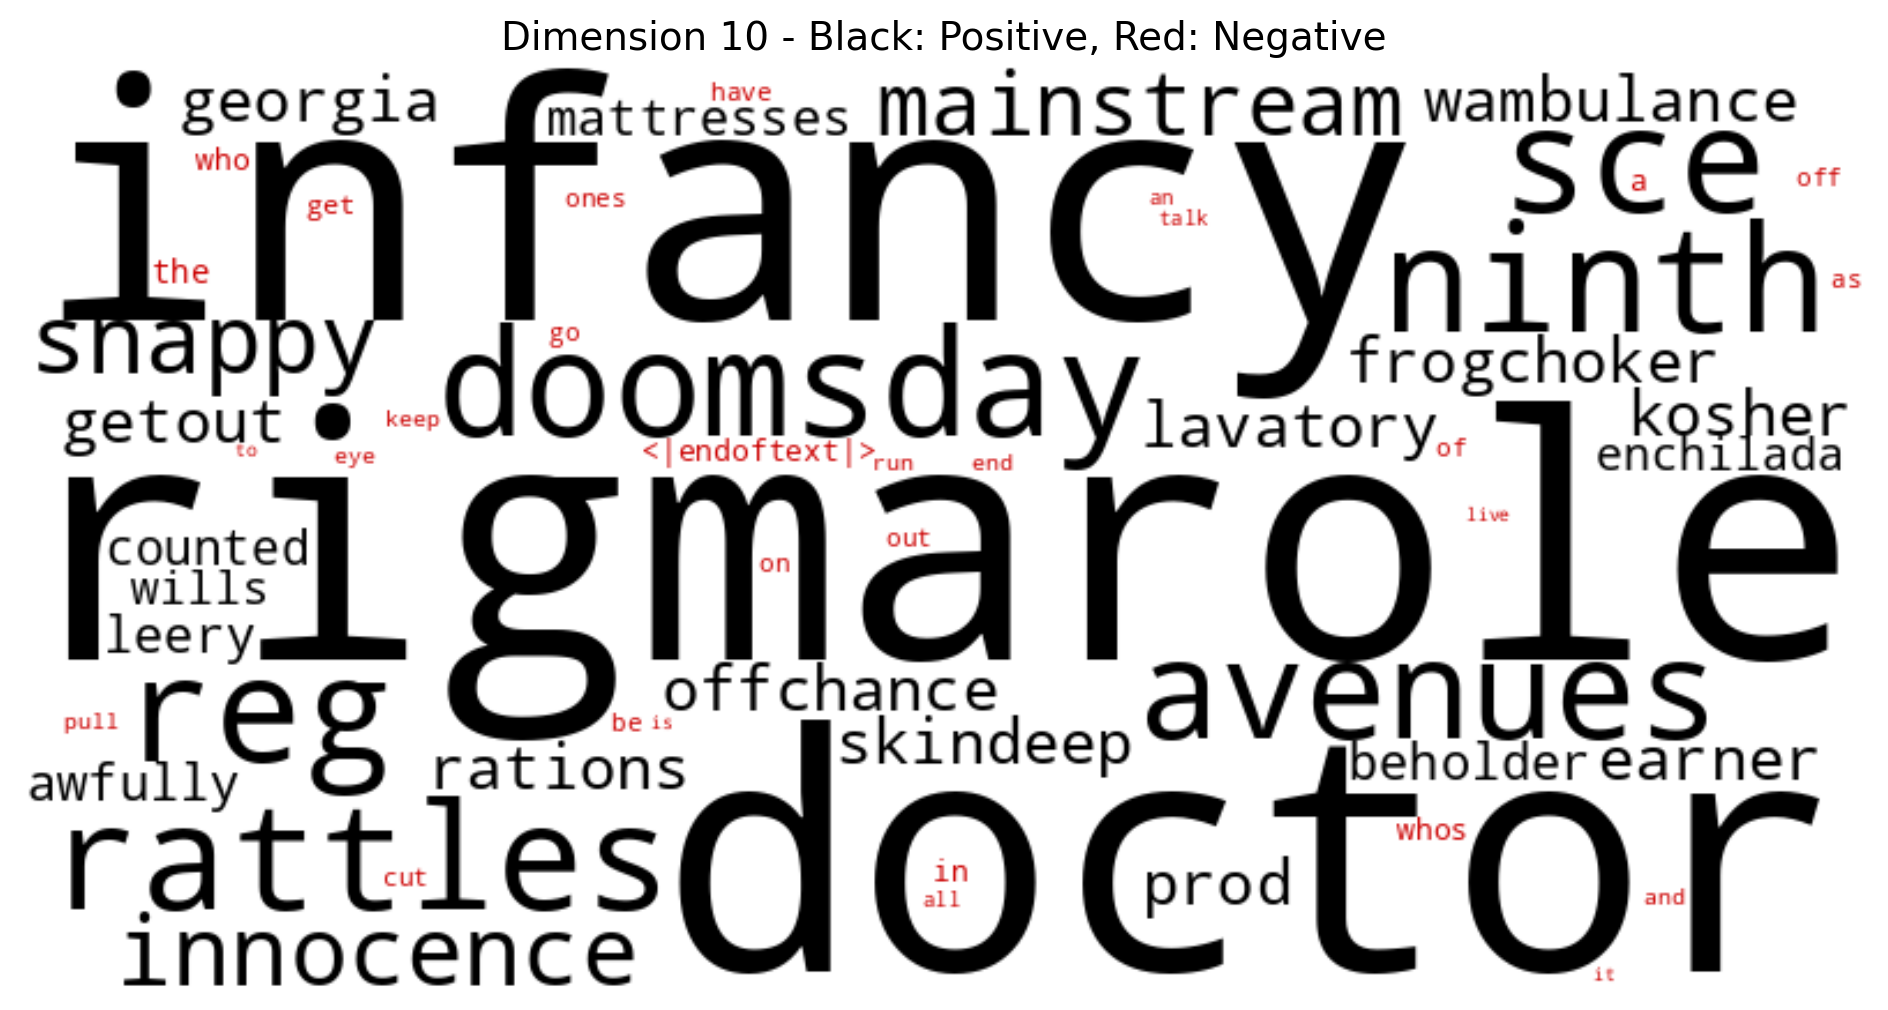 Dimension 10 - Black: Positive, Red: Negative
georgia
mattresses
have
mainstream
wambulance
infancy
who
get
the
ones
an
talk
sce
a
off
ninth
as
snappy
go
doomsday
frogchoker
getout
keep
lavatory
of
kosher
enchilada
to
eye
<|endoftext|>
run
end
rigmarole
live
counted
wills
leery
on
out
reg
offchance
avenues
pull
be
is
skindeep
awfully
rations
beholder
earner
rattles
doctor
cut
in
all
prod
whos
and
innocence
it